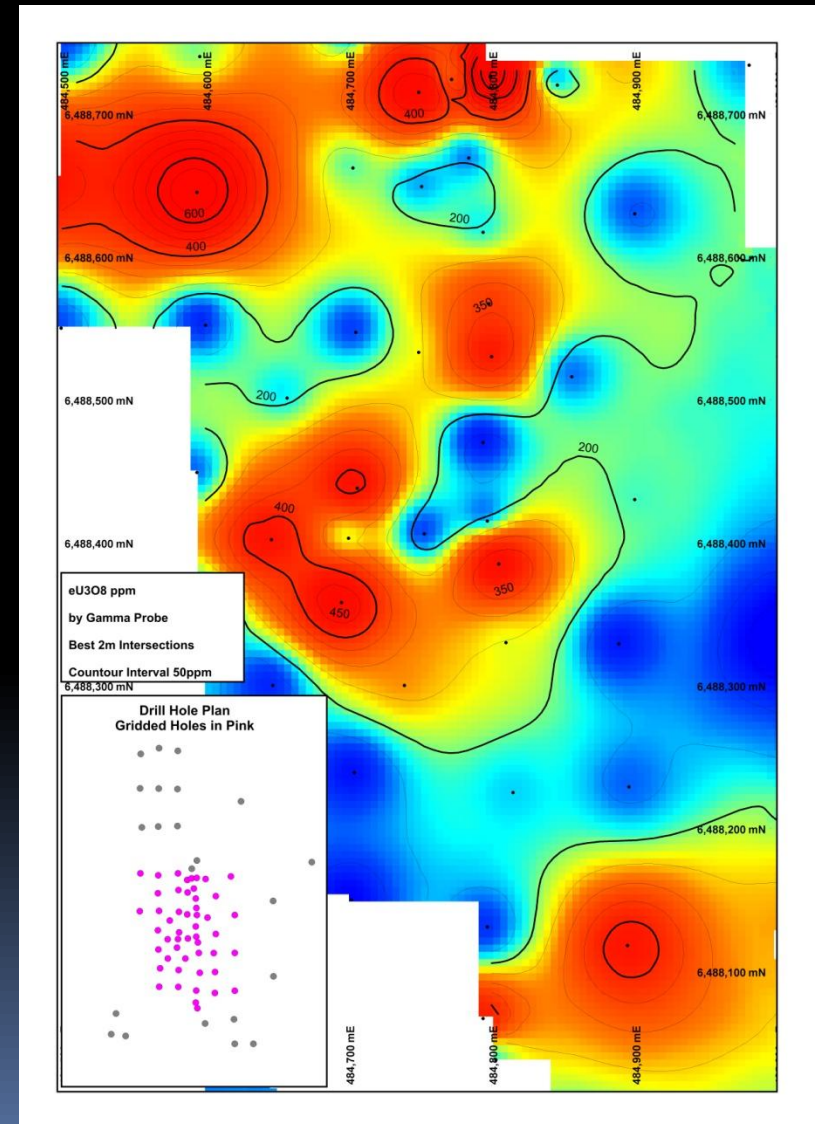 484,500 mE
484,600 mE
484,700 mE
484,800 mE
484,900 mE
6,488,700 mN
6,488,700 mN
400
600
400
200
6,488,600 mN
6,488,600 mN
350
200
6,488,500 mN
6,488,500 mN
200
400
6,488,400 mN
6,488,400 mN
350
450
eU3O8 ppm
by Gamma Probe
Best 2m Intersections
Countour Interval 50ppm
6,488,300 mN
6,488,300 mN
Drill Hole Plan
Gridded Holes in Pink
6,488,200 mN
6,488,100 mN
484,700 mE
484,800 mE
484,900 mE